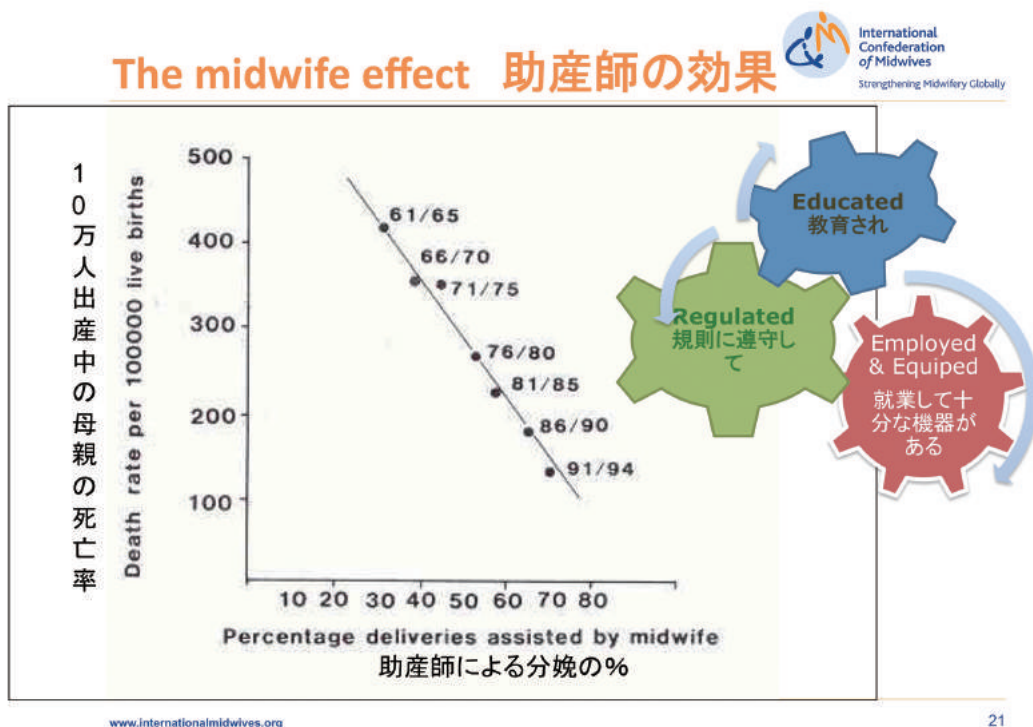 The midwife effect 助産師の効果
International
Confederation
of Midwives
Strengthening Midwifery Globally
10万人出産中の母親の死亡率
Death rate per 100000 live births
500
400
300
200
100
61/65
66/70
71/75
76/80
81/85
86/90
91/94
10 20 30 40 50 60 70 80
Percentage deliveries assisted by midwife
助産師による分娩の%
Educated
教育され
Regulated
規則に遵守し
て
Employed
& Equiped
就業して十
分な機器が
ある
www.internationalmidwives.org
21